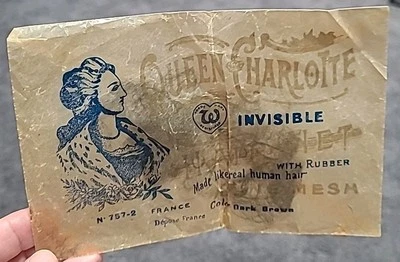 QUEEN CHARLOTTE
W
INVISIBLE
WITH RUBBER
Made like real human hair
MESH
Nº 757-2 FRANCE Color Dark Brown
Déposé France